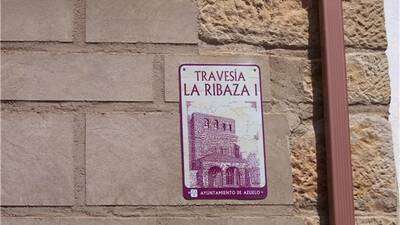 TRAVESÍA
LA RIBAZA I
AYUNTAMIENTO DE AZUELO